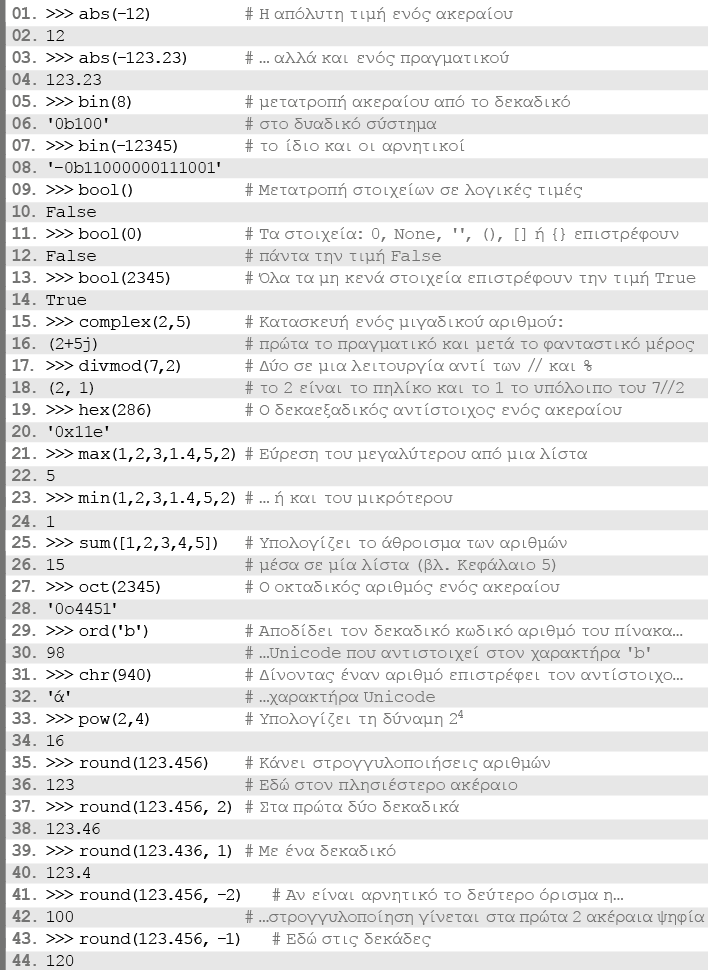 01. >>> abs(-12) # Η απόλυτη τιμή ενός ακεραίου
02. 12
03. >>> abs(-123.23) # … αλλά και ενός πραγματικού
04. 123.23
05. >>> bin(8) # μετατροπή ακεραίου από το δεκαδικό
06. '0b100' # στο δυαδικό σύστημα
07. >>> bin(-12345) # το ίδιο και οι αρνητικοί
08. '-0b11000000111001'
09. >>> bool() # Μετατροπή στοιχείων σε λογικές τιμές
10. False
11. >>> bool(0) # Τα στοιχεία: 0, None, '', (), [] ή {} επιστρέφουν
12. False # πάντα την τιμή False
13. >>> bool(2345) # Όλα τα μη κενά στοιχεία επιστρέφουν την τιμή True
14. True
15. >>> complex(2,5) # Κατασκευή ενός μιγαδικού αριθμού:
16. (2+5j) # πρώτα το πραγματικό και μετά το φανταστικό μέρος
17. >>> divmod(7,2) # Δύο σε μια λειτουργία αντί των // και %
18. (2, 1) # το 2 είναι το πηλίκο και το 1 το υπόλοιπο του 7//2
19. >>> hex(286) # Ο δεκαεξαδικός αντίστοιχος ενός ακεραίου
20. '0x11e'
21. >>> max(1,2,3,1.4,5,2) # Εύρεση του μεγαλύτερου από μια λίστα
22. 5
23. >>> min(1,2,3,1.4,5,2) # … ή και του μικρότερου
24. 1
25. >>> sum([1,2,3,4,5]) # Υπολογίζει το άθροισμα των αριθμών
26. 15 # μέσα σε μία λίστα (βλ. Κεφάλαιο 5)
27. >>> oct(2345) # Ο οκταδικός αριθμός ενός ακεραίου
28. '0o4451'
29. >>> ord('b') # Αποδίδει τον δεκαδικό κωδικό αριθμό του πίνακα…
30. 98 # …Unicode που αντιστοιχεί στον χαρακτήρα 'b'
31. >>> chr(940) # Δίνοντας έναν αριθμό επιστρέφει τον αντίστοιχο…
32. 'ά' # …χαρακτήρα Unicode
33. >>> pow(2,4) # Υπολογίζει τη δύναμη 2⁴
34. 16
35. >>> round(123.456) # Κάνει στρογγυλοποιήσεις αριθμών
36. 123 # Εδώ στον πλησιέστερο ακέραιο
37. >>> round(123.456, 2) # Στα πρώτα δύο δεκαδικά
38. 123.46
39. >>> round(123.436, 1) # Με ένα δεκαδικό
40. 123.4
41. >>> round(123.456, -2) # Αν είναι αρνητικό το δεύτερο όρισμα η…
42. 100 # …στρογγυλοποίηση γίνεται στα πρώτα 2 ακέραια ψηφία
43. >>> round(123.456, -1) # Εδώ στις δεκάδες
44. 120